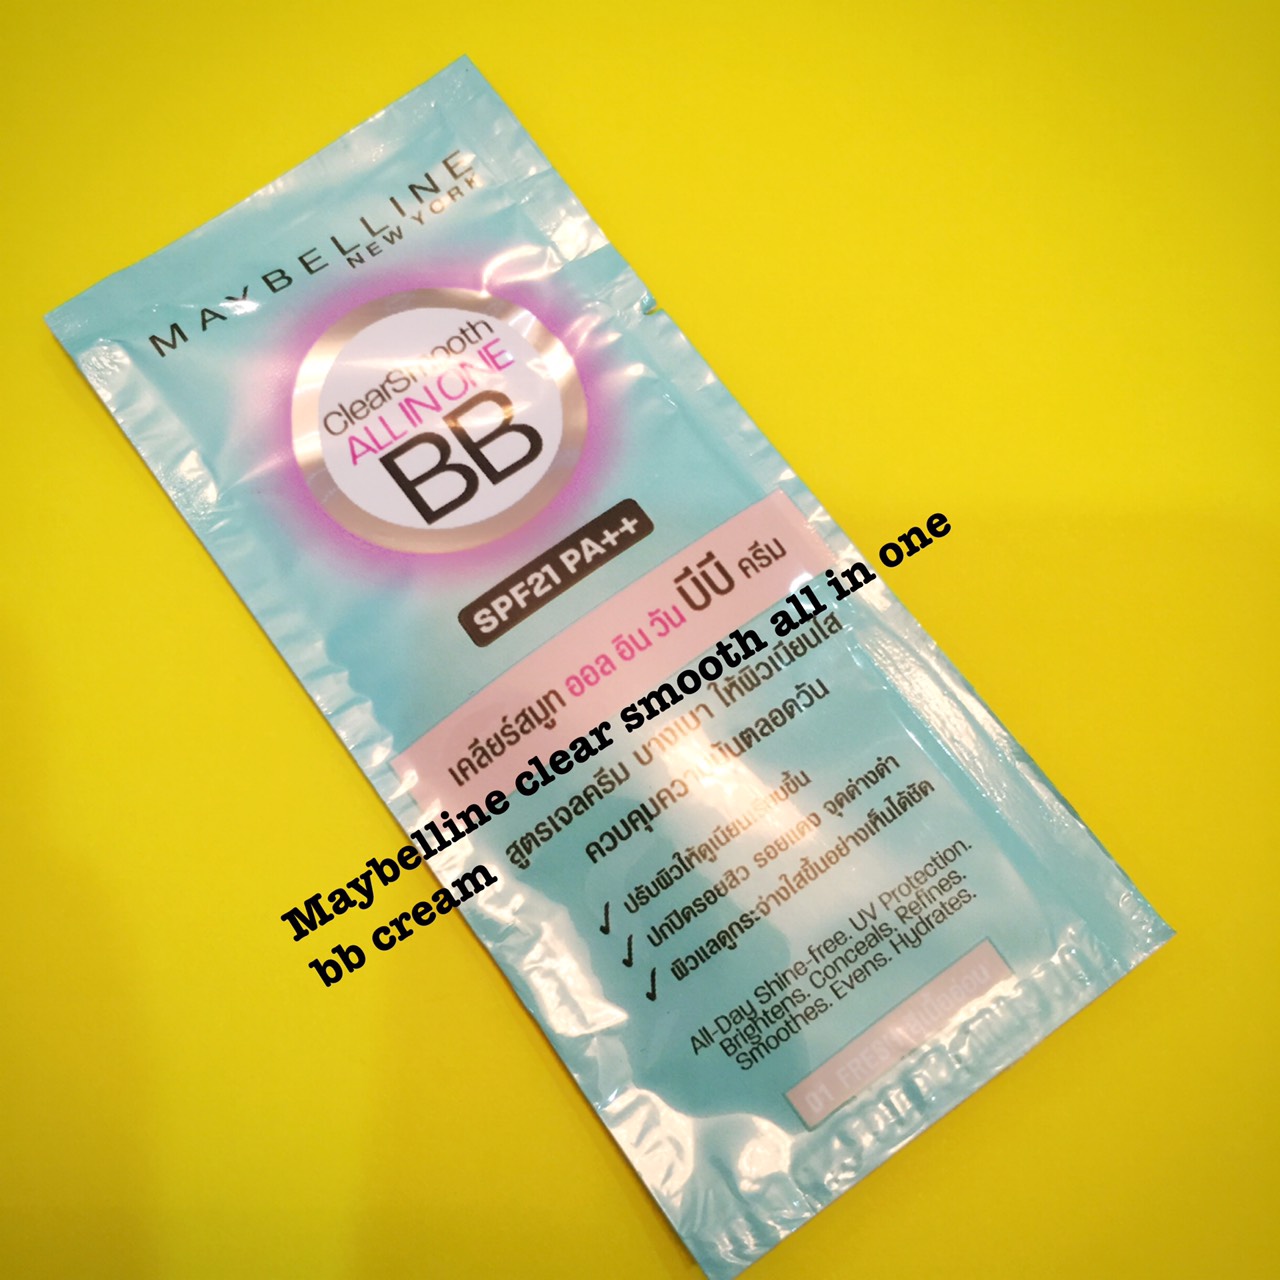 MAYBELLINE
NEW YORK
ClearSmooth
ALL IN ONE
BB
SPF21 PA++
เคลียร์สมูท ออล อิน วัน บีบี ครีม
Maybelline clear smooth all in one
bb cream
สูตรเจลครีม บางเบา ให้ผิวเนียนใส
ควบคุมความมันตลอดวัน
ปรับผิวให้ดูเนียนเรียบขึ้น
ปกปิดรอยสิว รอยแดง จุดด่างดำ
ผิวแลดูกระจ่างใสขึ้นอย่างเห็นได้ชัด
All-Day Shine-free. UV Protection.
Brightens. Conceals. Refines.
Smoothes. Evens. Hydrates.
01